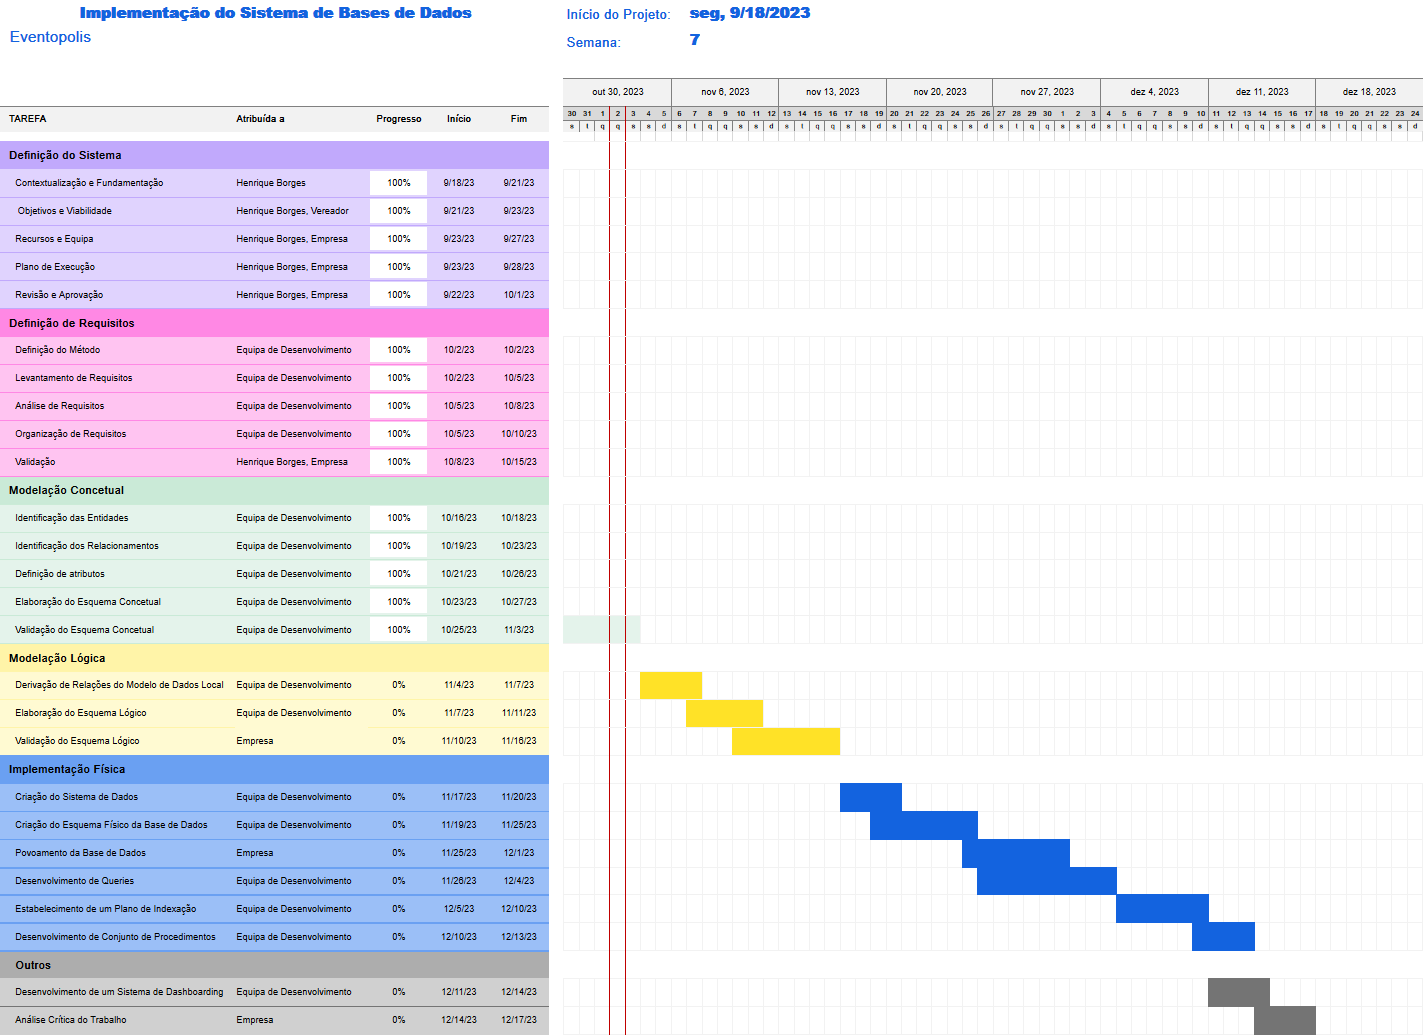 Implementação do Sistema de Bases de Dados
Início do Projeto: seg, 9/18/2023
Eventopolis
Semana: 7
out 30, 2023 nov 6, 2023 nov 13, 2023 nov 20, 2023 nov 27, 2023 dez 4, 2023 dez 11, 2023 dez 18, 2023
TAREFA Atribuída a Progresso Início Fim
30 31 1 2 3 4 5 6 7 8 9 10 11 12 13 14 15 16 17 18 19 20 21 22 23 24 25 26 27 28 29 30 1 2 3 4 5 6 7 8 9 10 11 12 13 14 15 16 17 18 19 20 21 22 23 24
s t q q s s d s t q q s s d s t q q s s d s t q q s s d s t q q s s d s t q q s s d s t q q s s d s t q q s s d
Definição do Sistema
Contextualização e Fundamentação Henrique Borges 100% 9/18/23 9/21/23
Objetivos e Viabilidade Henrique Borges, Vereador 100% 9/21/23 9/23/23
Recursos e Equipa Henrique Borges, Empresa 100% 9/23/23 9/27/23
Plano de Execução Henrique Borges, Empresa 100% 9/23/23 9/28/23
Revisão e Aprovação Henrique Borges, Empresa 100% 9/22/23 10/1/23
Definição de Requisitos
Definição do Método Equipa de Desenvolvimento 100% 10/2/23 10/2/23
Levantamento de Requisitos Equipa de Desenvolvimento 100% 10/2/23 10/5/23
Análise de Requisitos Equipa de Desenvolvimento 100% 10/5/23 10/8/23
Organização de Requisitos Equipa de Desenvolvimento 100% 10/5/23 10/10/23
Validação Henrique Borges, Empresa 100% 10/8/23 10/15/23
Modelação Concetual
Identificação das Entidades Equipa de Desenvolvimento 100% 10/16/23 10/18/23
Identificação dos Relacionamentos Equipa de Desenvolvimento 100% 10/19/23 10/23/23
Definição de atributos Equipa de Desenvolvimento 100% 10/21/23 10/26/23
Elaboração do Esquema Concetual Equipa de Desenvolvimento 100% 10/23/23 10/27/23
Validação do Esquema Concetual Equipa de Desenvolvimento 100% 10/25/23 11/3/23
Modelação Lógica
Derivação de Relações do Modelo de Dados Local Equipa de Desenvolvimento 0% 11/4/23 11/7/23
Elaboração do Esquema Lógico Equipa de Desenvolvimento 0% 11/7/23 11/11/23
Validação do Esquema Lógico Empresa 0% 11/10/23 11/16/23
Implementação Física
Criação do Sistema de Dados Equipa de Desenvolvimento 0% 11/17/23 11/20/23
Criação do Esquema Físico da Base de Dados Equipa de Desenvolvimento 0% 11/19/23 11/25/23
Povoamento da Base de Dados Empresa 0% 11/25/23 12/1/23
Desenvolvimento de Queries Equipa de Desenvolvimento 0% 11/26/23 12/4/23
Estabelecimento de um Plano de Indexação Equipa de Desenvolvimento 0% 12/5/23 12/10/23
Desenvolvimento de Conjunto de Procedimentos Equipa de Desenvolvimento 0% 12/10/23 12/13/23
Outros
Desenvolvimento de um Sistema de Dashboarding Equipa de Desenvolvimento 0% 12/11/23 12/14/23
Análise Crítica do Trabalho Empresa 0% 12/14/23 12/17/23